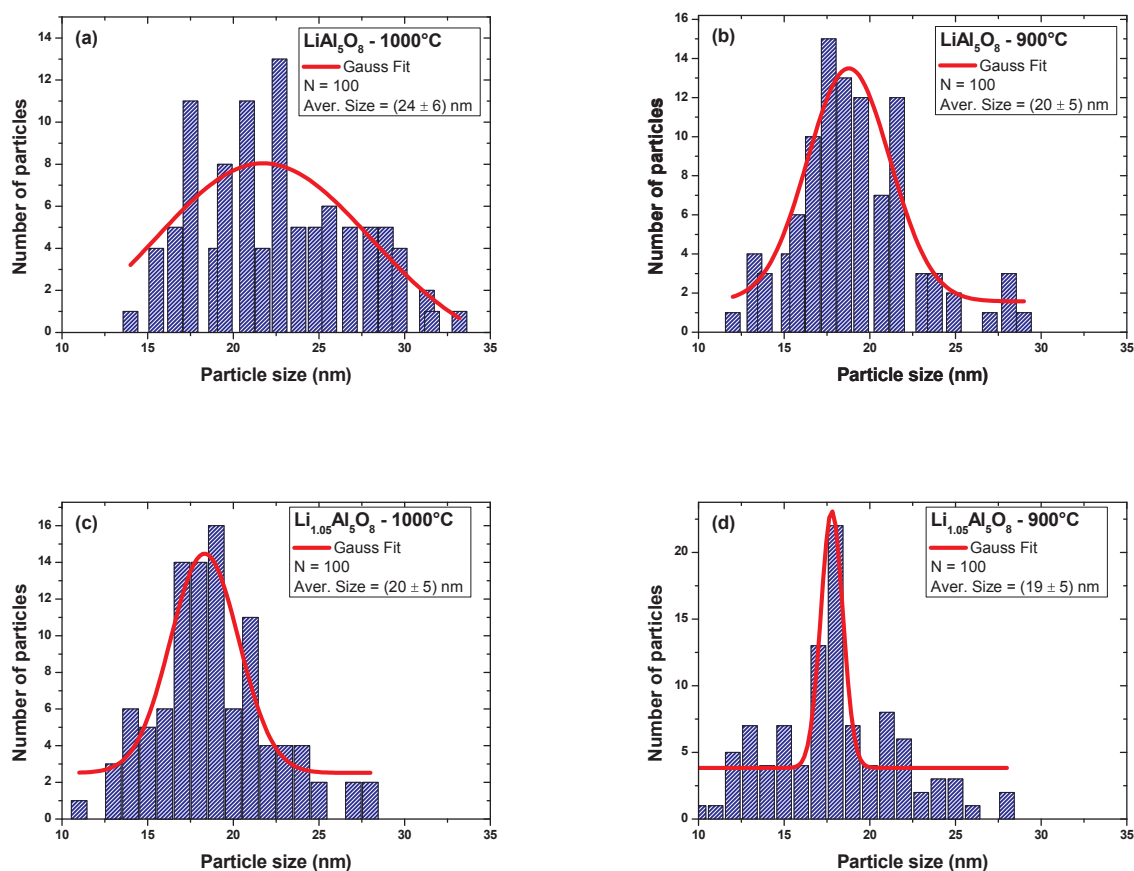 (a)
LiAl5O8 - 1000°C
Gauss Fit
N = 100
Aver. Size = (24 ± 6) nm
Number of particles
14
12
10
8
6
4
2
0
10 15 20 25 30 35
Particle size (nm)
(b)
LiAl5O8 - 900°C
Gauss Fit
N = 100
Aver. Size = (20 ± 5) nm
Number of particles
16
14
12
10
8
6
4
2
0
10 15 20 25 30 35
Particle size (nm)
(c)
Li1.05Al5O8 - 1000°C
Gauss Fit
N = 100
Aver. Size = (20 ± 5) nm
Number of particles
16
14
12
10
8
6
4
2
0
10 15 20 25 30 35
Particle size (nm)
(d)
Li1.05Al5O8 - 900°C
Gauss Fit
N = 100
Aver. Size = (19 ± 5) nm
Number of particles
20
15
10
5
0
10 15 20 25 30 35
Particle size (nm)